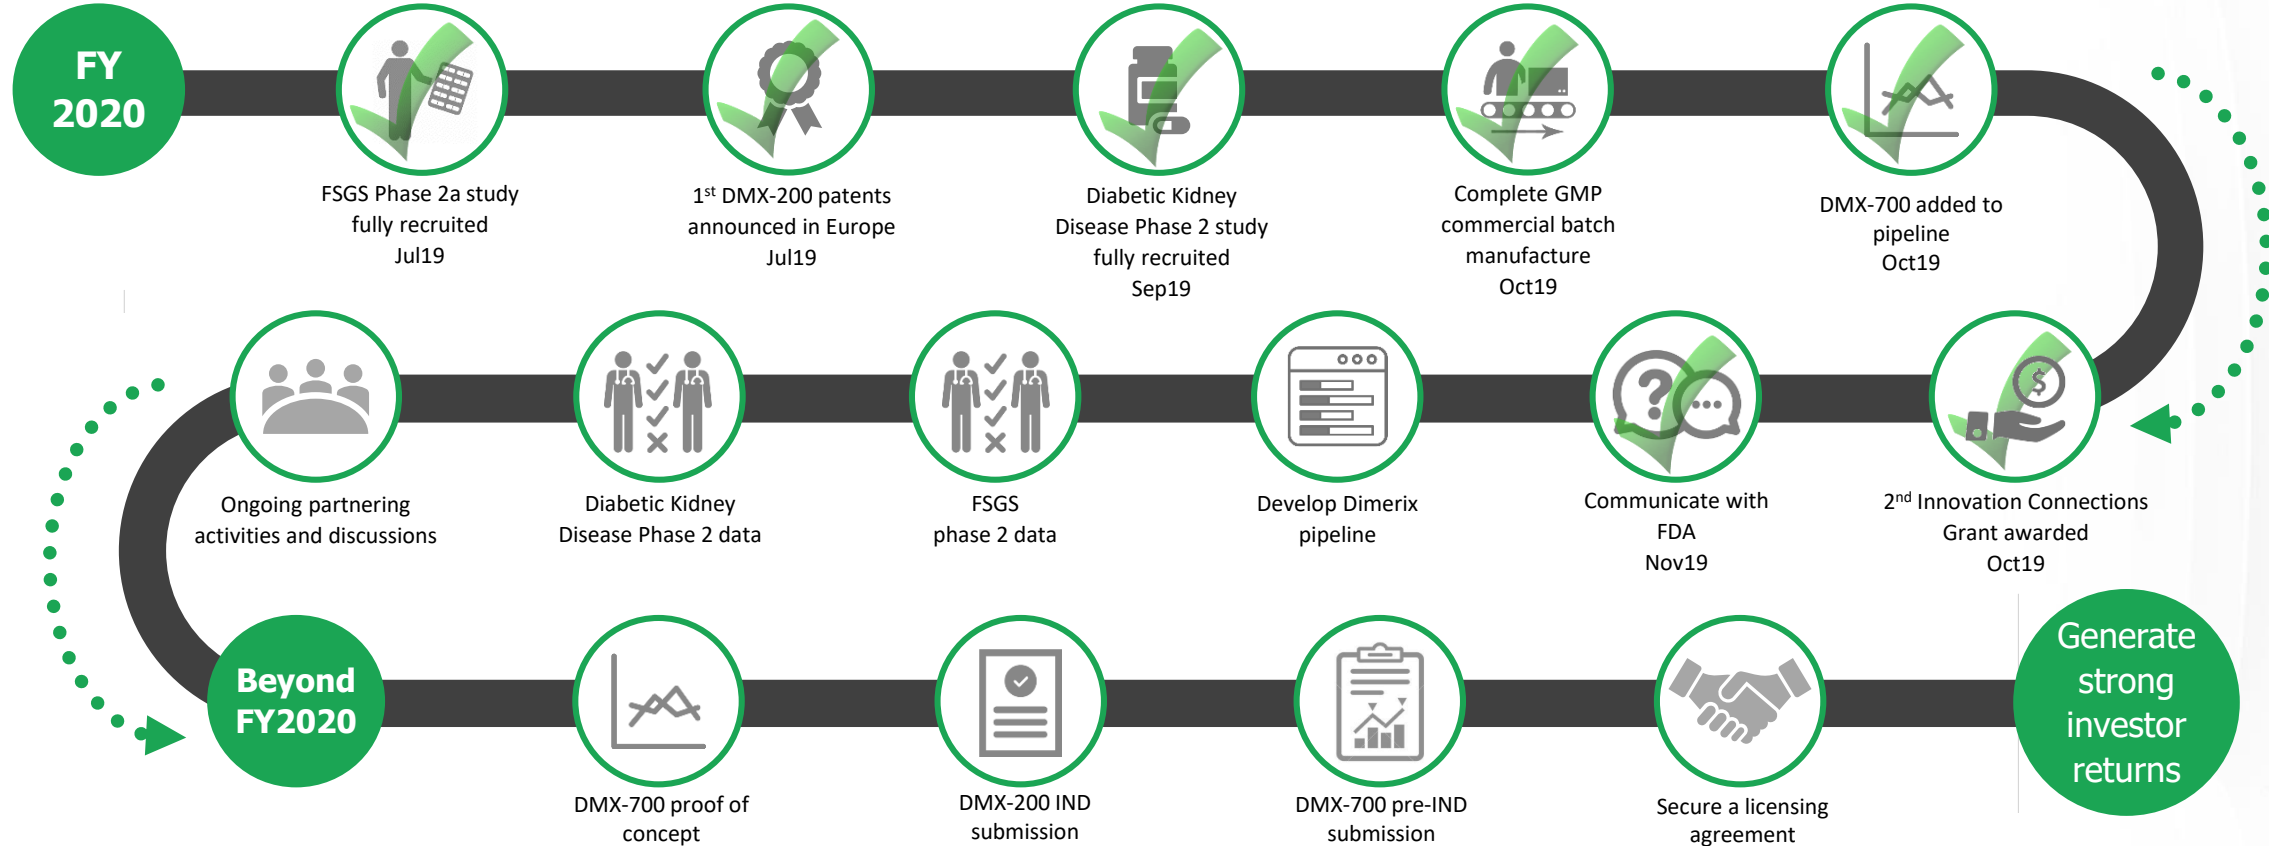 FY
2020
FSGS Phase 2a study
fully recruited
Jul19
1st DMX-200 patents
announced in Europe
Jul19
Diabetic Kidney
Disease Phase 2 study
fully recruited
Sep19
Complete GMP
commercial batch
manufacture
Oct19
DMX-700 added to
pipeline
Oct19
2nd Innovation Connections
Grant awarded
Oct19
Communicate with
FDA
Nov19
Develop Dimerix
pipeline
FSGS
phase 2 data
Diabetic Kidney
Disease Phase 2 data
Ongoing partnering
activities and discussions
Beyond
FY2020
DMX-700 proof of
concept
DMX-200 IND
submission
DMX-700 pre-IND
submission
Secure a licensing
agreement
Generate
strong
investor
returns